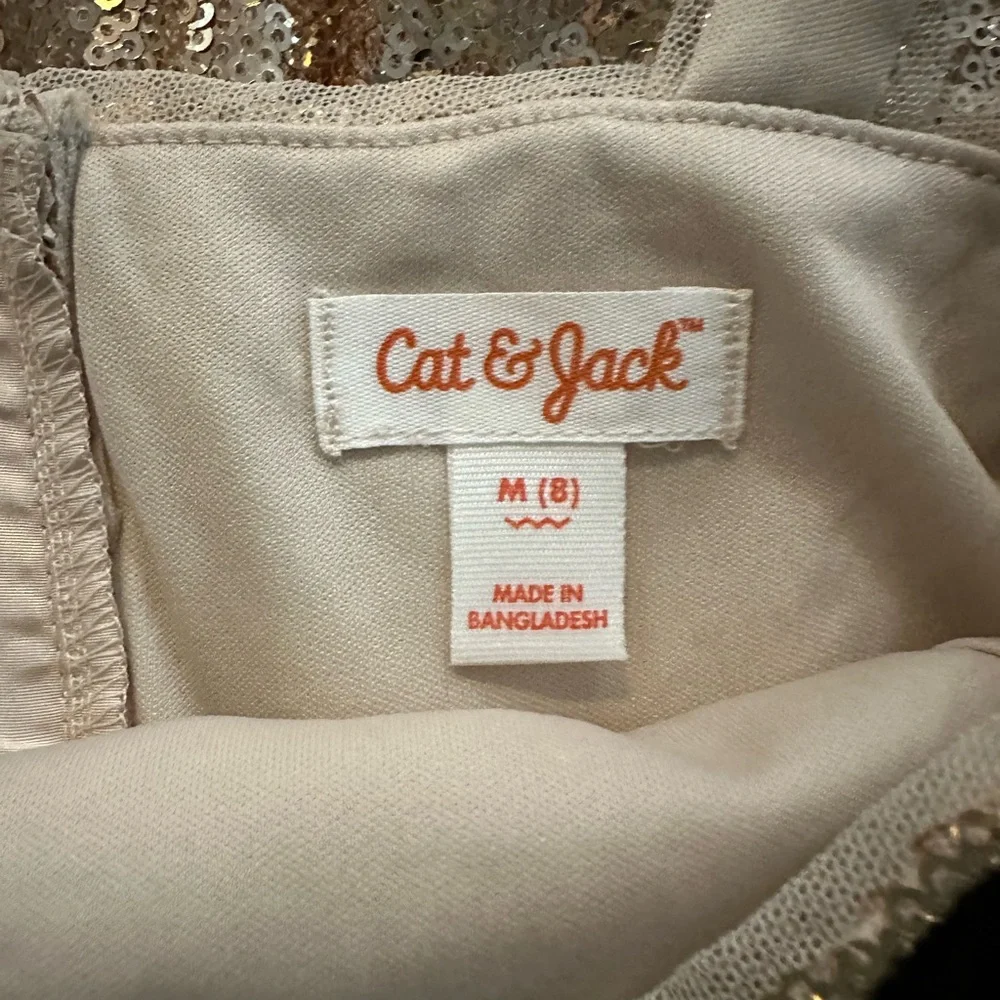 Cat & Jack™
M (8)
MADE IN
BANGLADESH